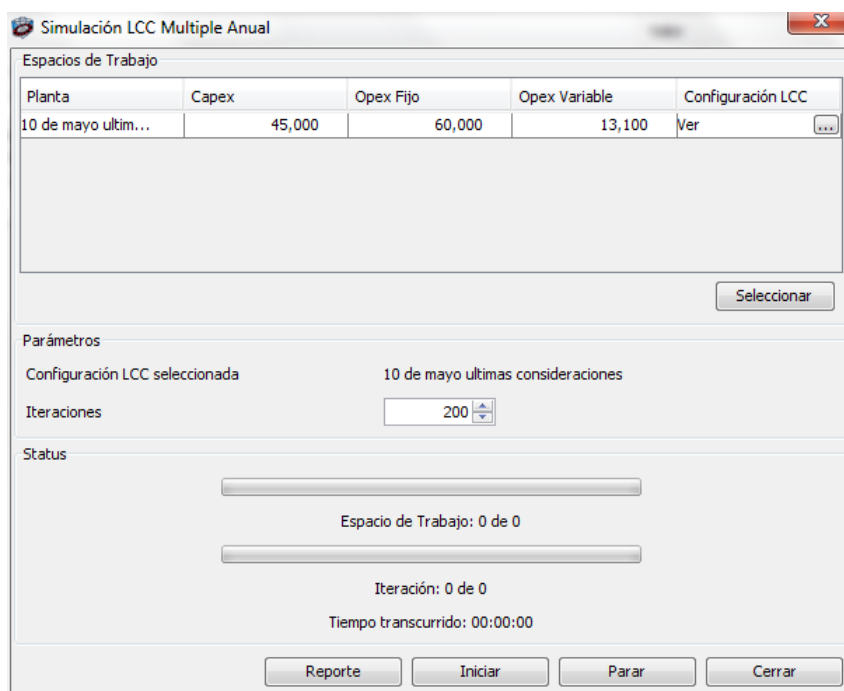 Simulación LCC Multiple Anual
Espacios de Trabajo
Planta Capex Opex Fijo Opex Variable Configuración LCC
10 de mayo ultim... 45,000 60,000 13,100 Ver ...
Seleccionar
Parámetros
Configuración LCC seleccionada 10 de mayo ultimas consideraciones
Iteraciones 200
Status
Espacio de Trabajo: 0 de 0
Iteración: 0 de 0
Tiempo transcurrido: 00:00:00
Reporte Iniciar Parar Cerrar